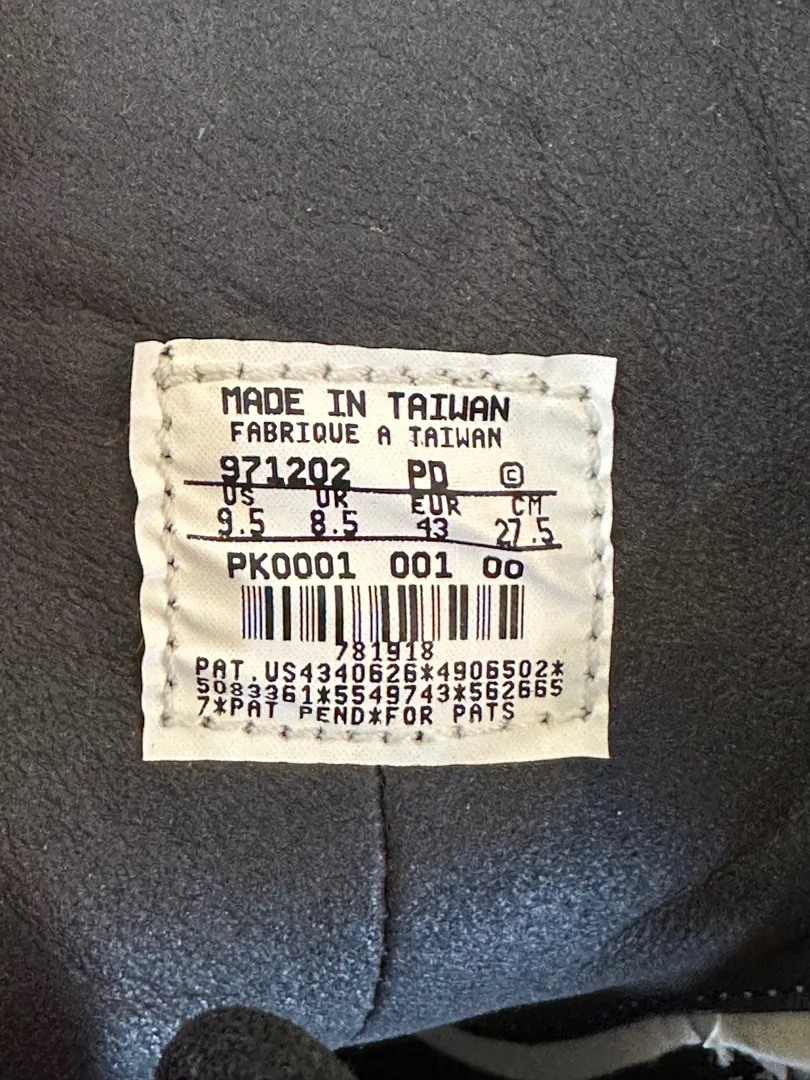 MADE IN TAIWAN
FABRIQUE A TAIWAN
971202 PD ©
US UK EUR CM
9.5 8.5 43 27.5
PK0001 001 00
781918
PAT.US4340626*4906502*
5083361*5549743*562665
7*PAT PEND*FOR PATS